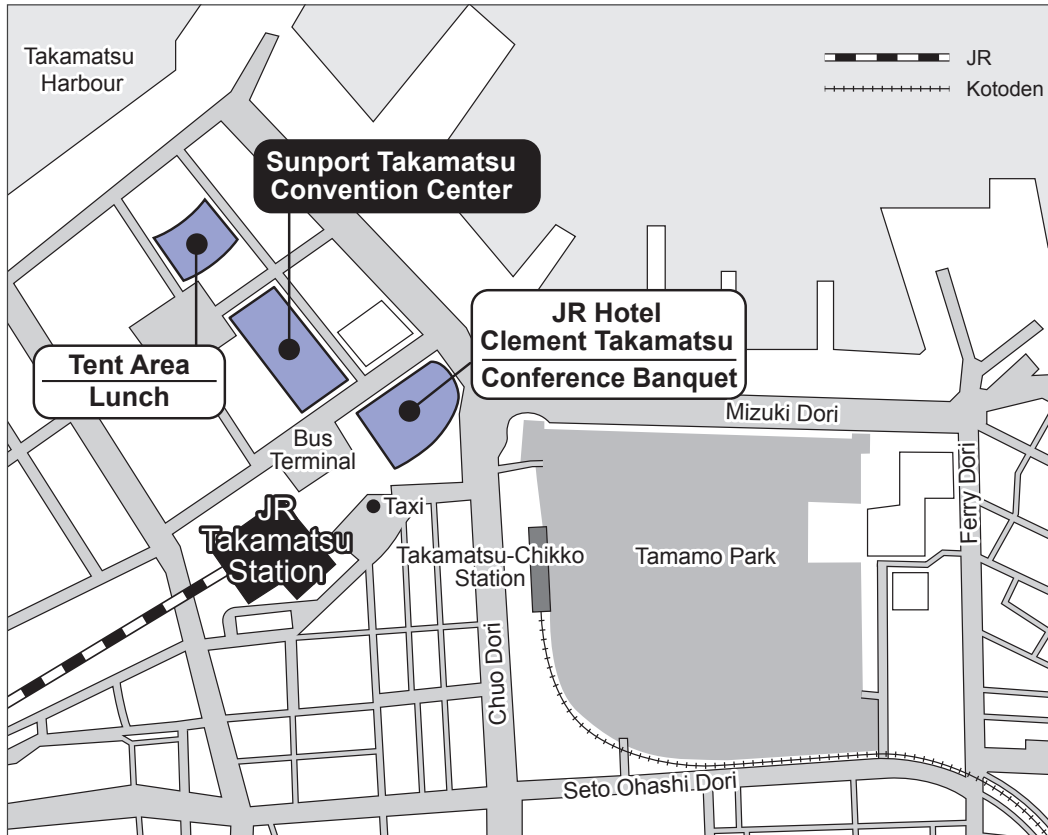 Takamatsu
Harbour
JR
Kotoden
Sunport Takamatsu
Convention Center
JR Hotel
Clement Takamatsu
Conference Banquet
Tent Area
Lunch
Mizuki Dori
Bus
Terminal
Ferry Dori
Taxi
JR
Takamatsu
Station
Takamatsu-Chikko
Station
Tamamo Park
Chuo Dori
Seto Ohashi Dori